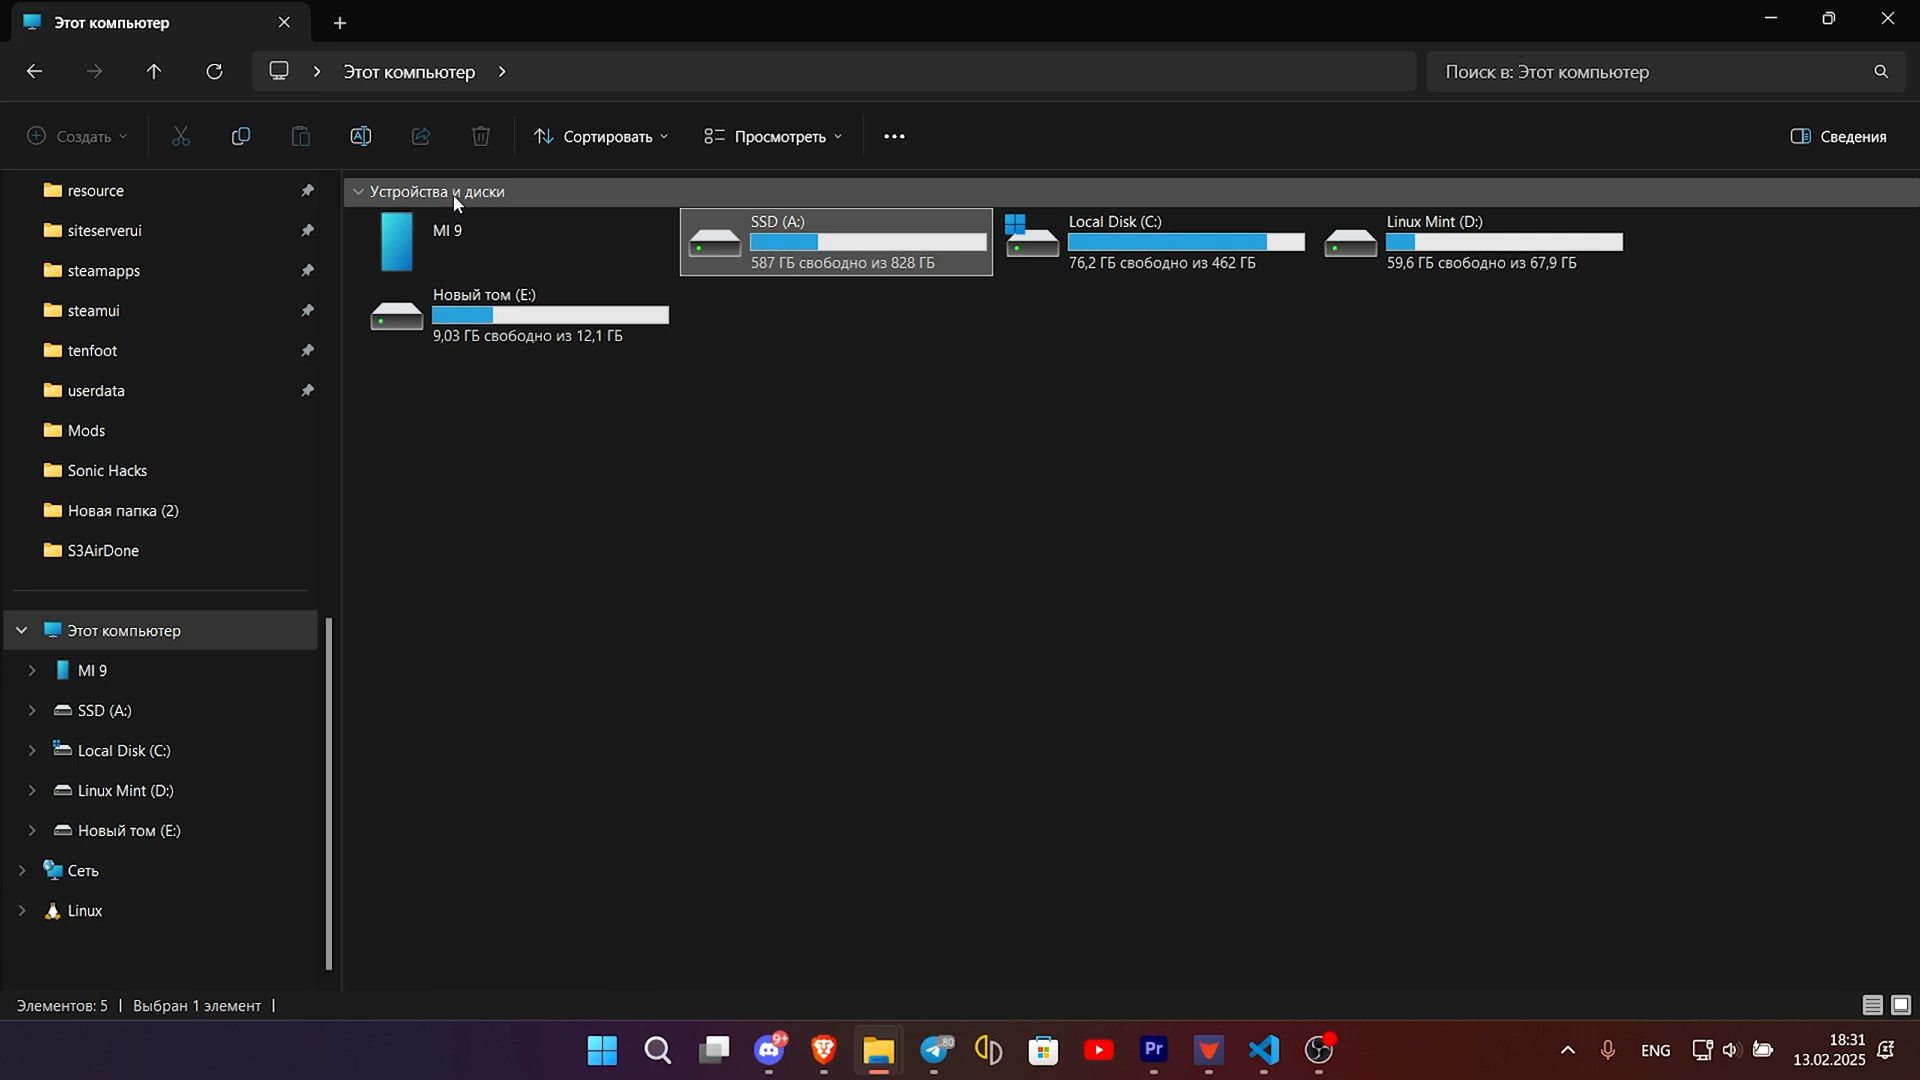 Этот компьютер
Этот компьютер
Поиск в: Этот компьютер
Создать
Сортировать
Просмотреть
Сведения
resource
siteserverui
steamapps
steamui
tenfoot
userdata
Mods
Sonic Hacks
Новая папка (2)
S3AirDone
Этот компьютер
MI 9
SSD (A:)
Local Disk (C:)
Linux Mint (D:)
Новый том (E:)
Сеть
Linux
Устройства и диски
MI 9
SSD (A:)
587 ГБ свободно из 828 ГБ
Local Disk (C:)
76,2 ГБ свободно из 462 ГБ
Linux Mint (D:)
59,6 ГБ свободно из 67,9 ГБ
Новый том (E:)
9,03 ГБ свободно из 12,1 ГБ
Элементов: 5
Выбран 1 элемент
9+
80
Pr
ENG
18:31
13.02.2025